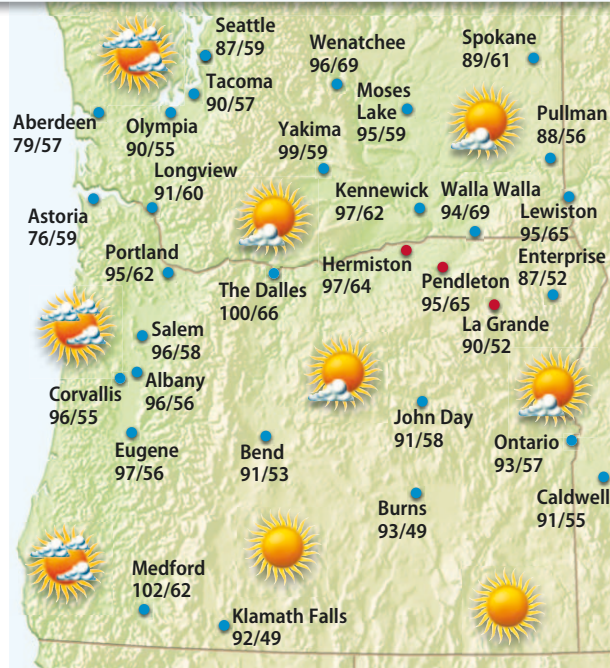 Seattle
87/59
Wenatchee
96/69
Spokane
89/61
Tacoma
90/57
Moses
Lake
95/59
Aberdeen
79/57
Olympia
90/55
Yakima
99/59
Pullman
88/56
Longview
91/60
Kennewick
97/62
Walla Walla
94/69
Lewiston
95/65
Astoria
76/59
Portland
95/62
The Dalles
100/66
Hermiston
97/64
Pendleton
95/65
Enterprise
87/52
La Grande
90/52
Salem
96/58
Albany
96/56
Corvallis
96/55
John Day
91/58
Eugene
97/56
Bend
91/53
Ontario
93/57
Burns
93/49
Caldwell
91/55
Medford
102/62
Klamath Falls
92/49